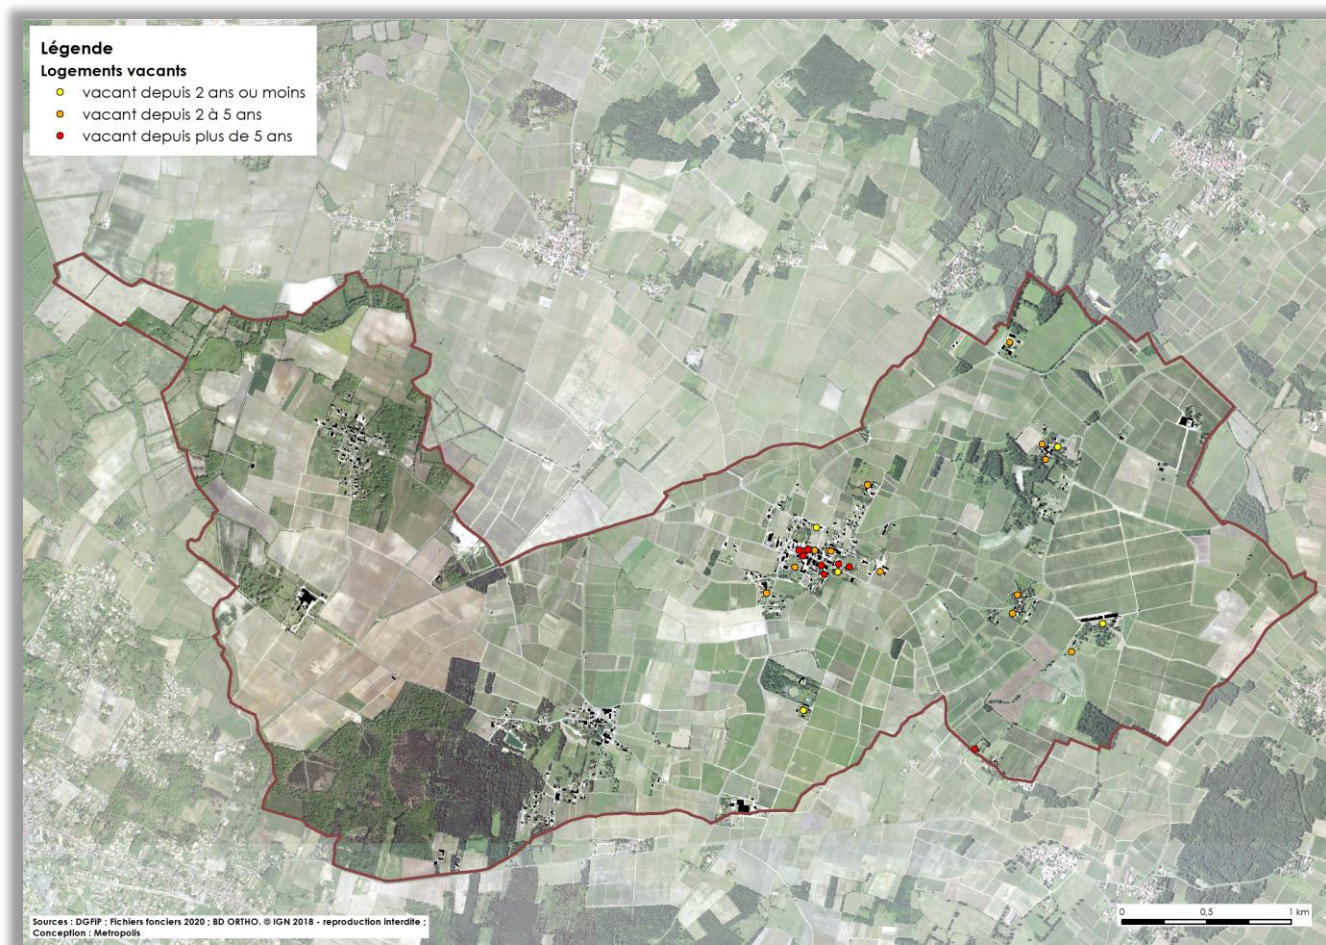 Légende
Logements vacants
vacant depuis 2 ans ou moins
vacant depuis 2 à 5 ans
vacant depuis plus de 5 ans
Sources : DGFiP ; Fichiers fonciers 2020 ; BD ORTHO. © IGN 2018 - reproduction interdite ;
Conception : Metropolis
0 0,5 1 km